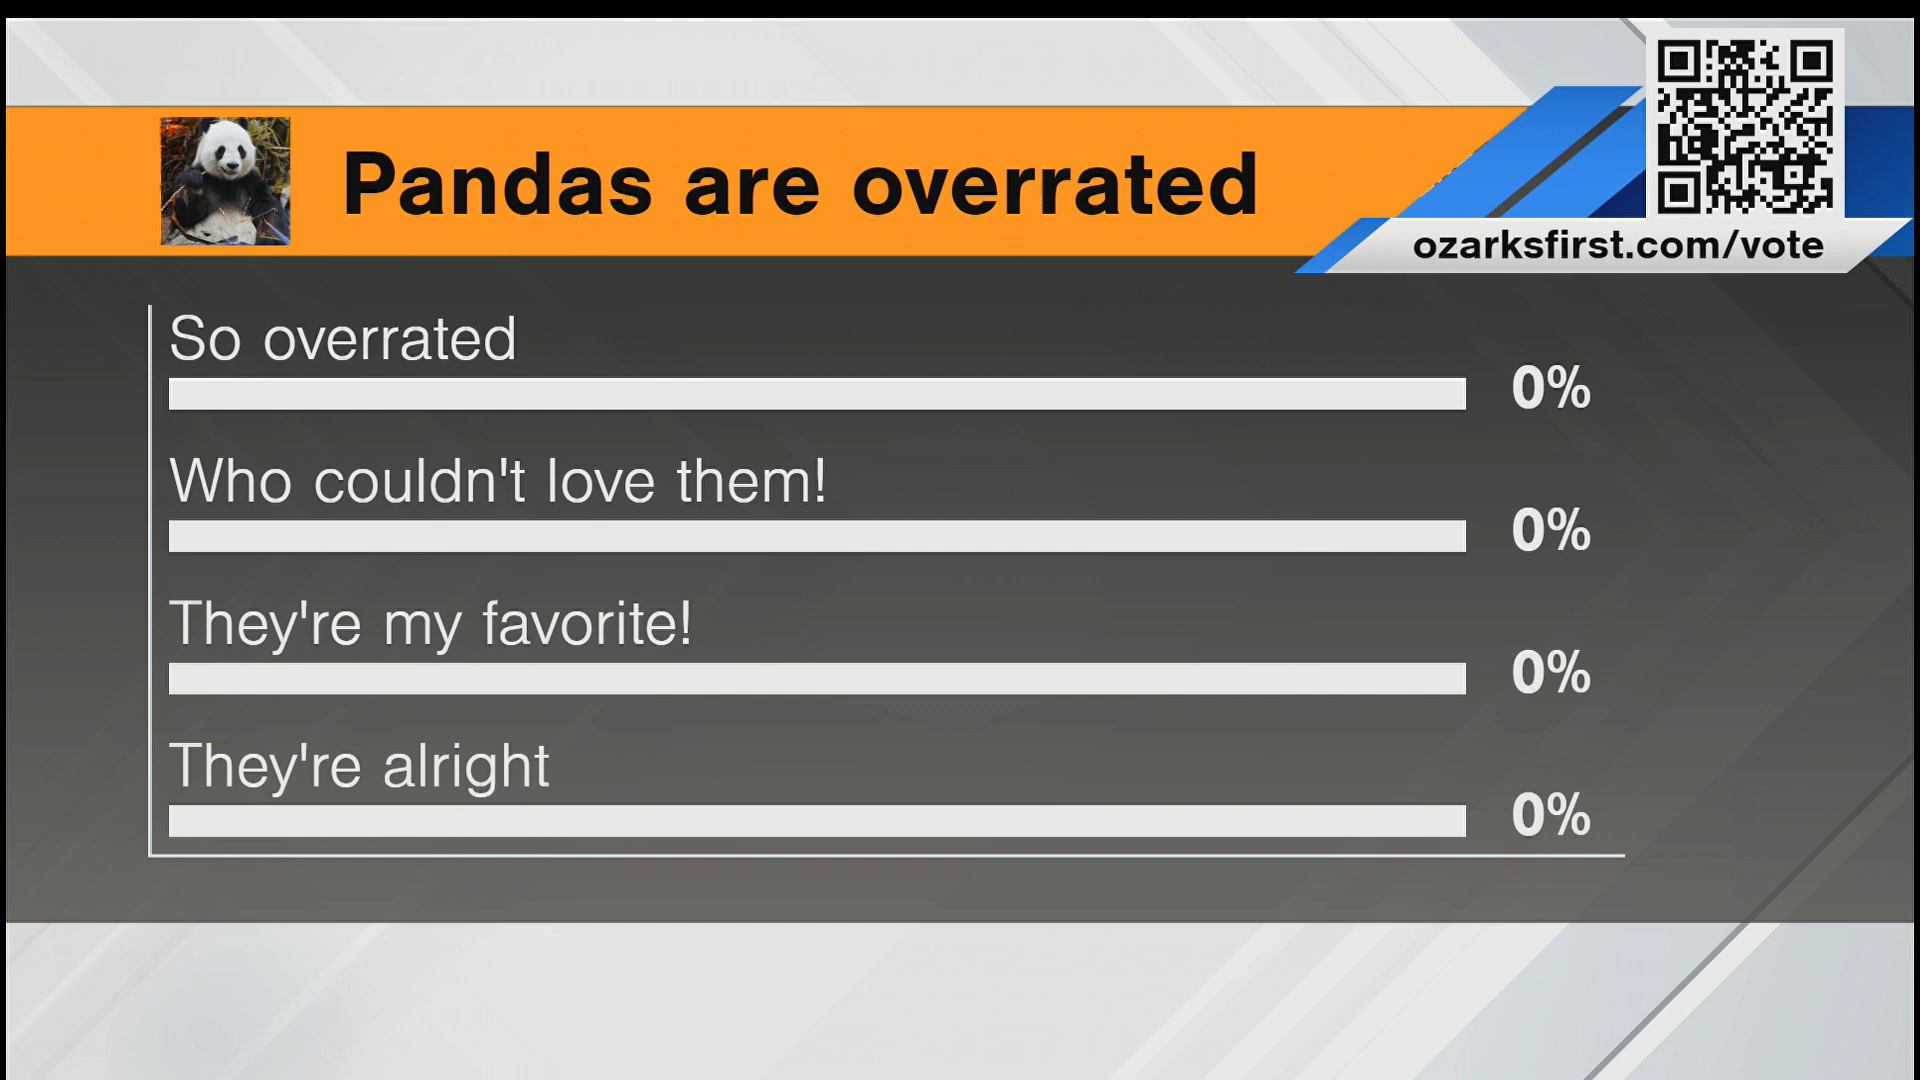 Pandas are overrated
ozarksfirst.com/vote
So overrated
0%
Who couldn't love them!
0%
They're my favorite!
0%
They're alright
0%